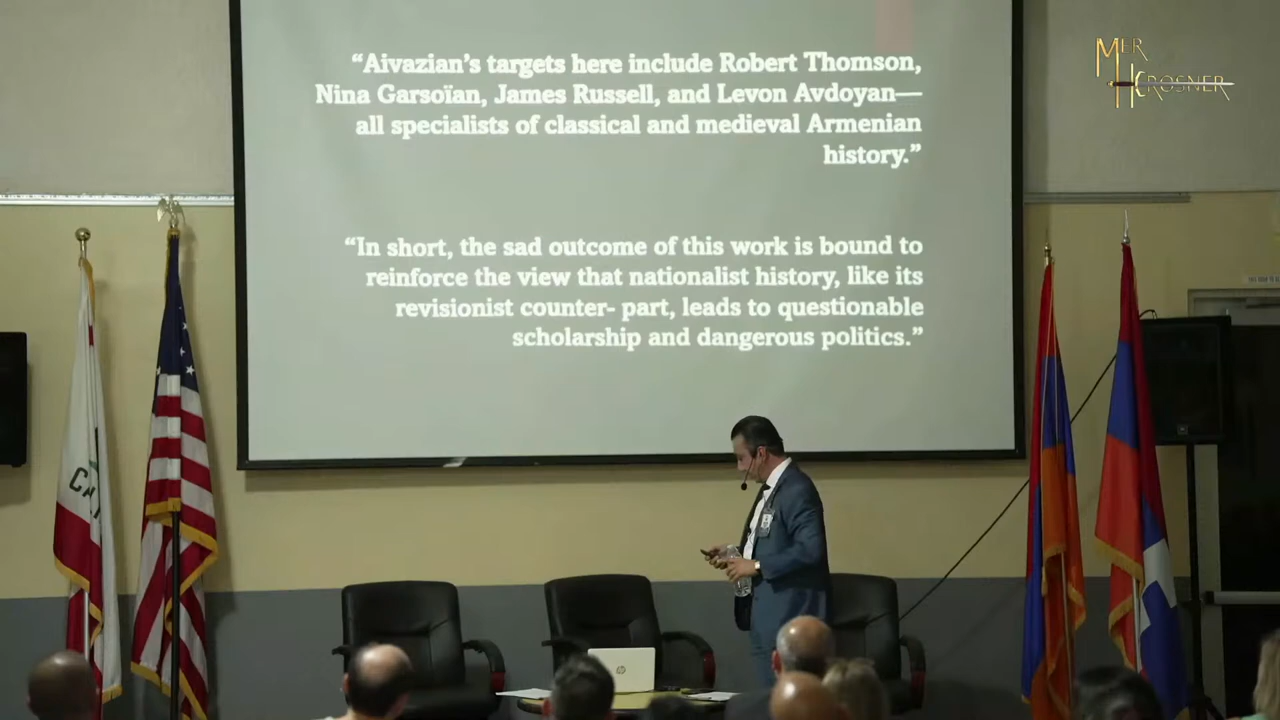 “Aivazian’s targets here include Robert Thomson,
Nina Garsoïan, James Russell, and Levon Avdoyan—
all specialists of classical and medieval Armenian
history.”
“In short, the sad outcome of this work is bound to
reinforce the view that nationalist history, like its
revisionist counter- part, leads to questionable
scholarship and dangerous politics.”
MER
HEROSNER
hp